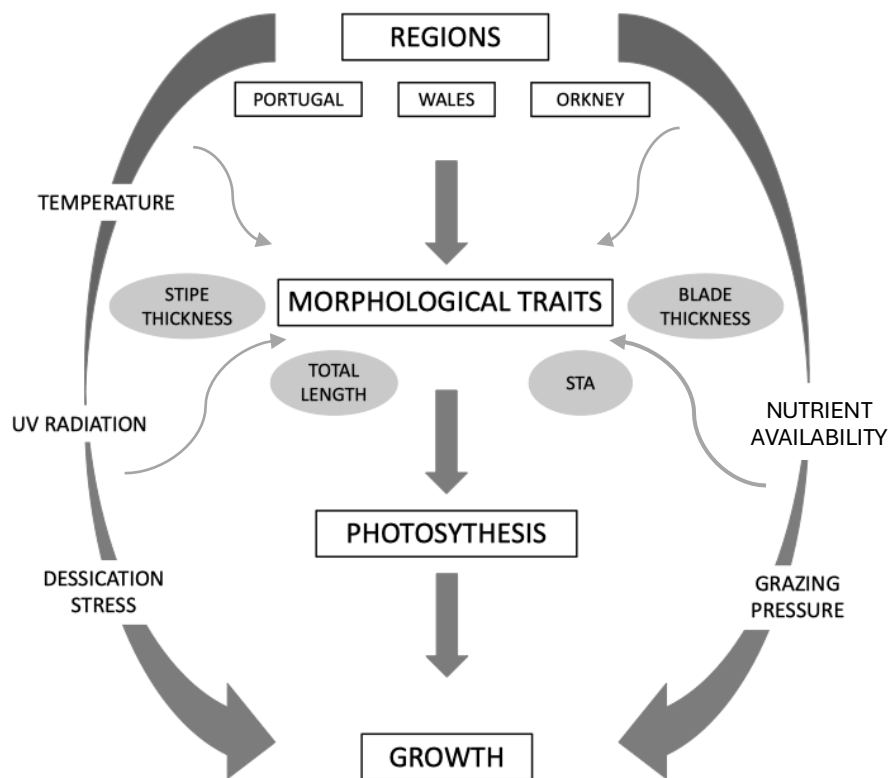 REGIONS
PORTUGAL
WALES
ORKNEY
TEMPERATURE
STIPE
THICKNESS
MORPHOLOGICAL TRAITS
BLADE
THICKNESS
TOTAL
LENGTH
STA
UV RADIATION
NUTRIENT
AVAILABILITY
PHOTOSYTHESIS
DESSICATION
STRESS
GRAZING
PRESSURE
GROWTH